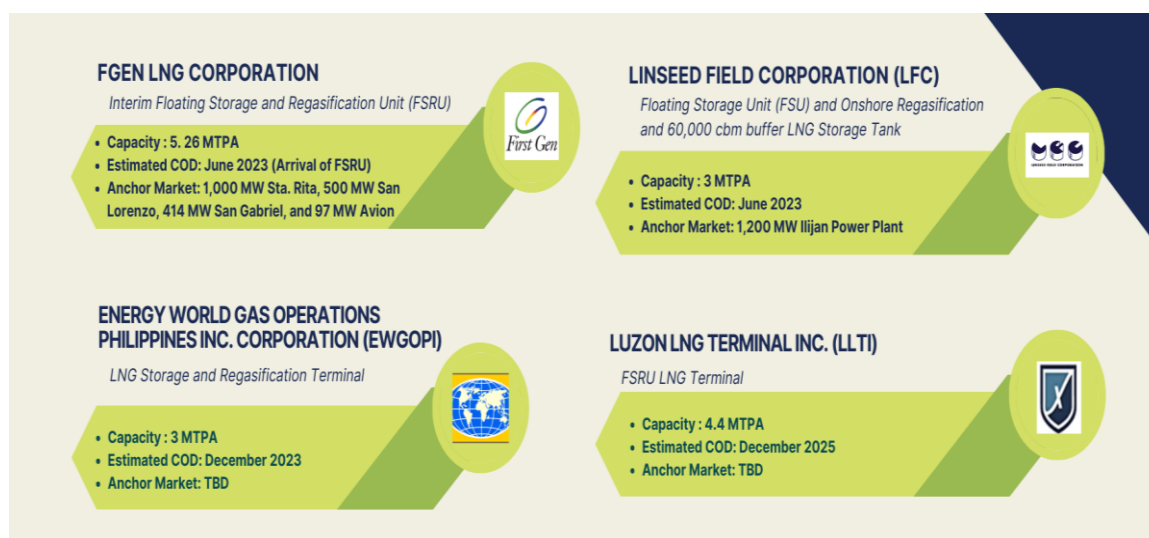 FGEN LNG CORPORATION
Interim Floating Storage and Regasification Unit (FSRU)
• Capacity : 5. 26 MTPA
• Estimated COD: June 2023 (Arrival of FSRU)
• Anchor Market: 1,000 MW Sta. Rita, 500 MW San
Lorenzo, 414 MW San Gabriel, and 97 MW Avion
First Gen
LINSEED FIELD CORPORATION (LFC)
Floating Storage Unit (FSU) and Onshore Regasification
and 60,000 cbm buffer LNG Storage Tank
• Capacity : 3 MTPA
• Estimated COD: June 2023
• Anchor Market: 1,200 MW Ilijan Power Plant
LINSEED FIELD CORPORATION
ENERGY WORLD GAS OPERATIONS
PHILIPPINES INC. CORPORATION (EWGOPI)
LNG Storage and Regasification Terminal
• Capacity : 3 MTPA
• Estimated COD: December 2023
• Anchor Market: TBD
LUZON LNG TERMINAL INC. (LLTI)
FSRU LNG Terminal
• Capacity : 4.4 MTPA
• Estimated COD: December 2025
• Anchor Market: TBD